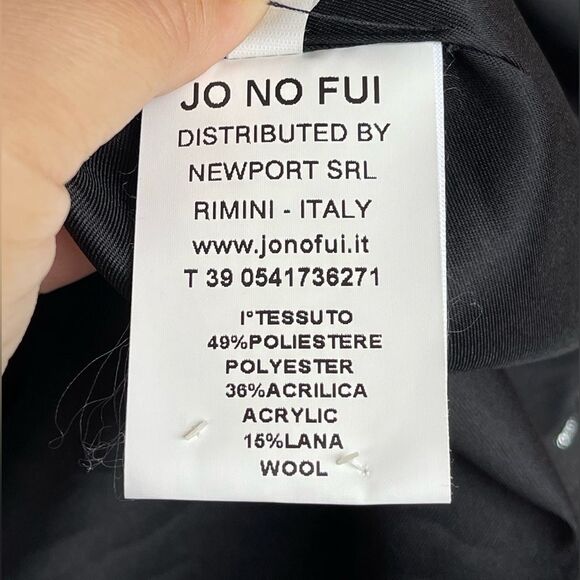 JO NO FUI
DISTRIBUTED BY
NEWPORT SRL
RIMINI - ITALY
www.jonofui.it
T 39 0541736271
I°TESSUTO
49%POLIESTERE
POLYESTER
36%ACRILICA
ACRYLIC
15%LANA
WOOL